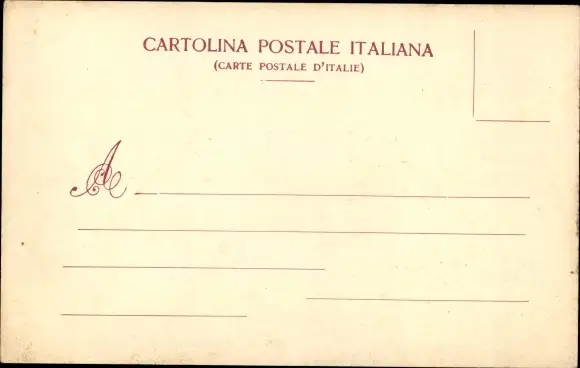 CARTOLINA POSTALE ITALIANA
(CARTE POSTALE D'ITALIE)
A